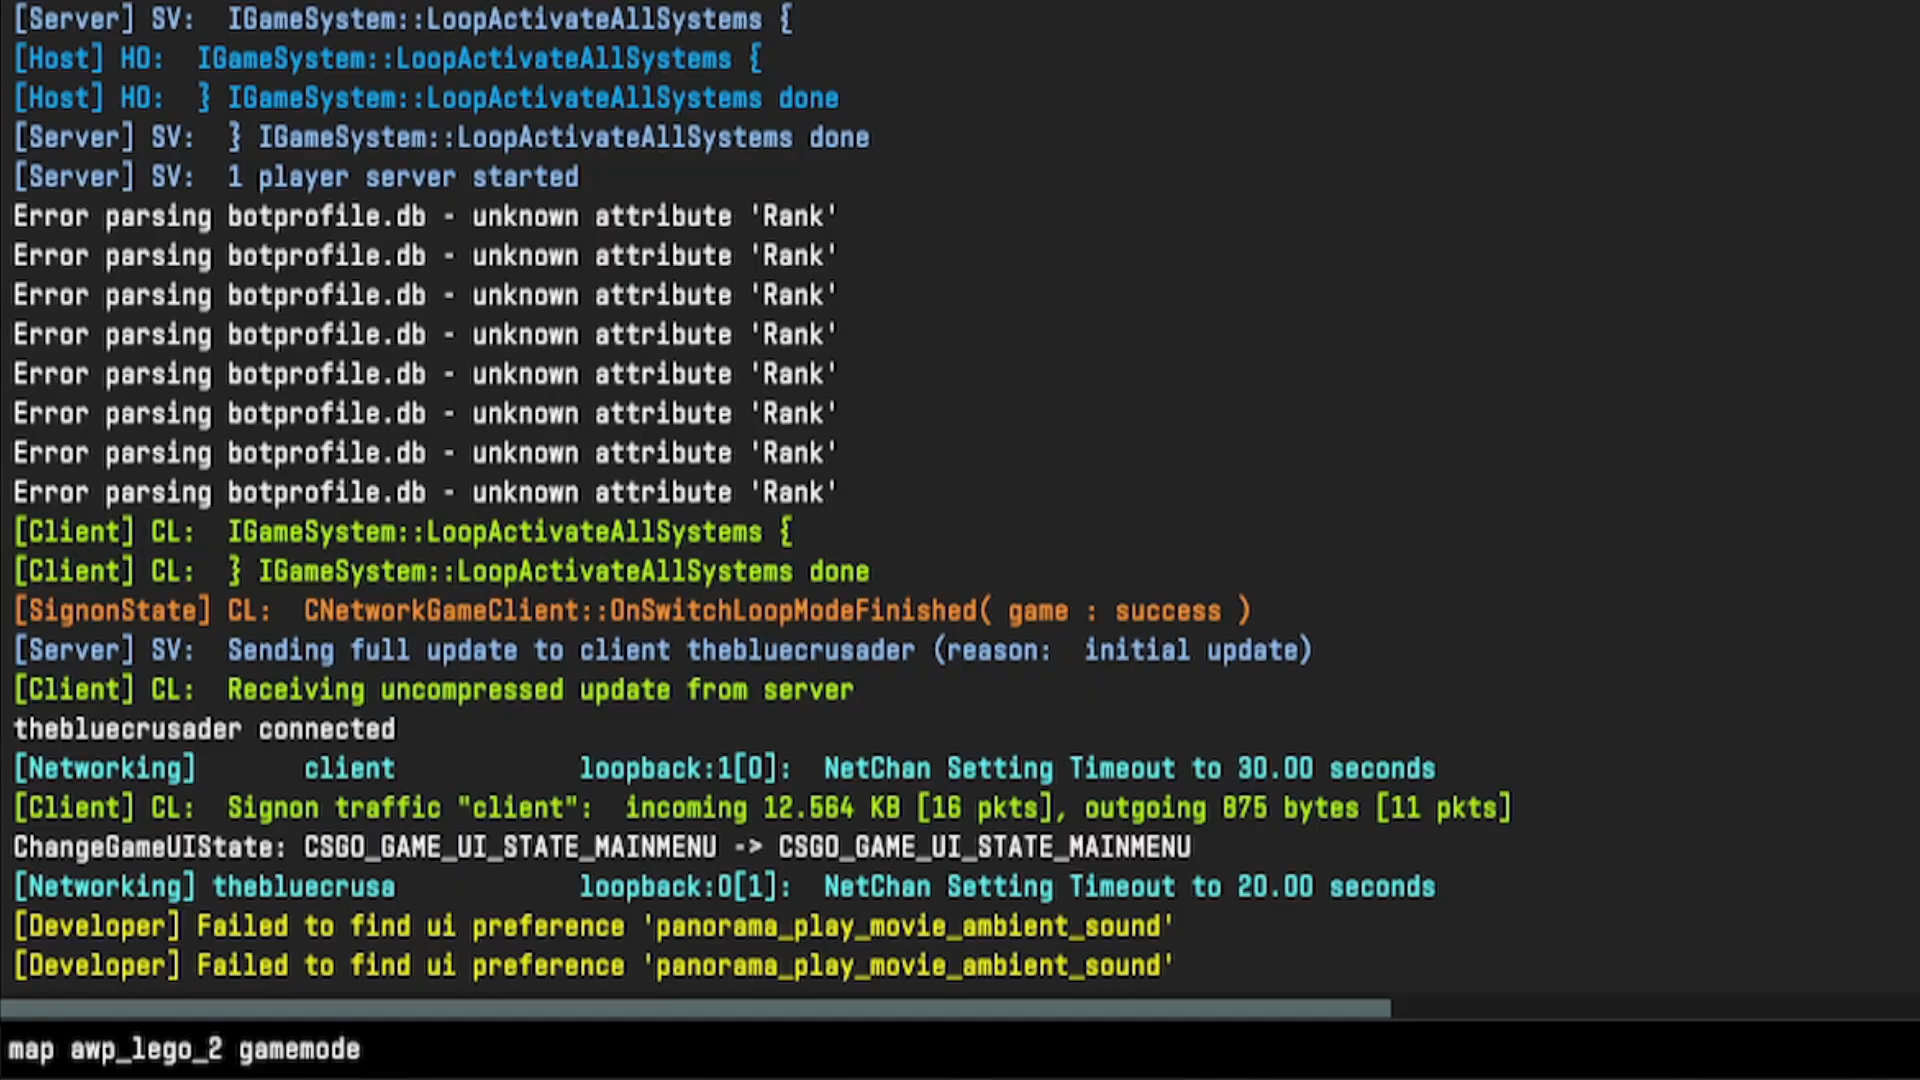 [Server] SV:  IGameSystem::LoopActivateAllSystems {
[Host] HO:  IGameSystem::LoopActivateAllSystems {
[Host] HO:  } IGameSystem::LoopActivateAllSystems done
[Server] SV:  } IGameSystem::LoopActivateAllSystems done
[Server] SV:  1 player server started
Error parsing botprofile.db - unknown attribute 'Rank'
Error parsing botprofile.db - unknown attribute 'Rank'
Error parsing botprofile.db - unknown attribute 'Rank'
Error parsing botprofile.db - unknown attribute 'Rank'
Error parsing botprofile.db - unknown attribute 'Rank'
Error parsing botprofile.db - unknown attribute 'Rank'
Error parsing botprofile.db - unknown attribute 'Rank'
Error parsing botprofile.db - unknown attribute 'Rank'
[Client] CL:  IGameSystem::LoopActivateAllSystems {
[Client] CL:  } IGameSystem::LoopActivateAllSystems done
[SignonState] CL:  CNetworkGameClient::OnSwitchLoopModeFinished( game : success )
[Server] SV:  Sending full update to client thebluecrusader (reason:  initial update)
[Client] CL:  Receiving uncompressed update from server
thebluecrusader connected
[Networking]       client            loopback:1[0]:  NetChan Setting Timeout to 30.00 seconds
[Client] CL:  Signon traffic "client":  incoming 12.564 KB [16 pkts], outgoing 875 bytes [11 pkts]
ChangeGameUIState: CSGO_GAME_UI_STATE_MAINMENU -> CSGO_GAME_UI_STATE_MAINMENU
[Networking] thebluecrusa            loopback:0[1]:  NetChan Setting Timeout to 20.00 seconds
[Developer] Failed to find ui preference 'panorama_play_movie_ambient_sound'
[Developer] Failed to find ui preference 'panorama_play_movie_ambient_sound'
map awp_lego_2 gamemode